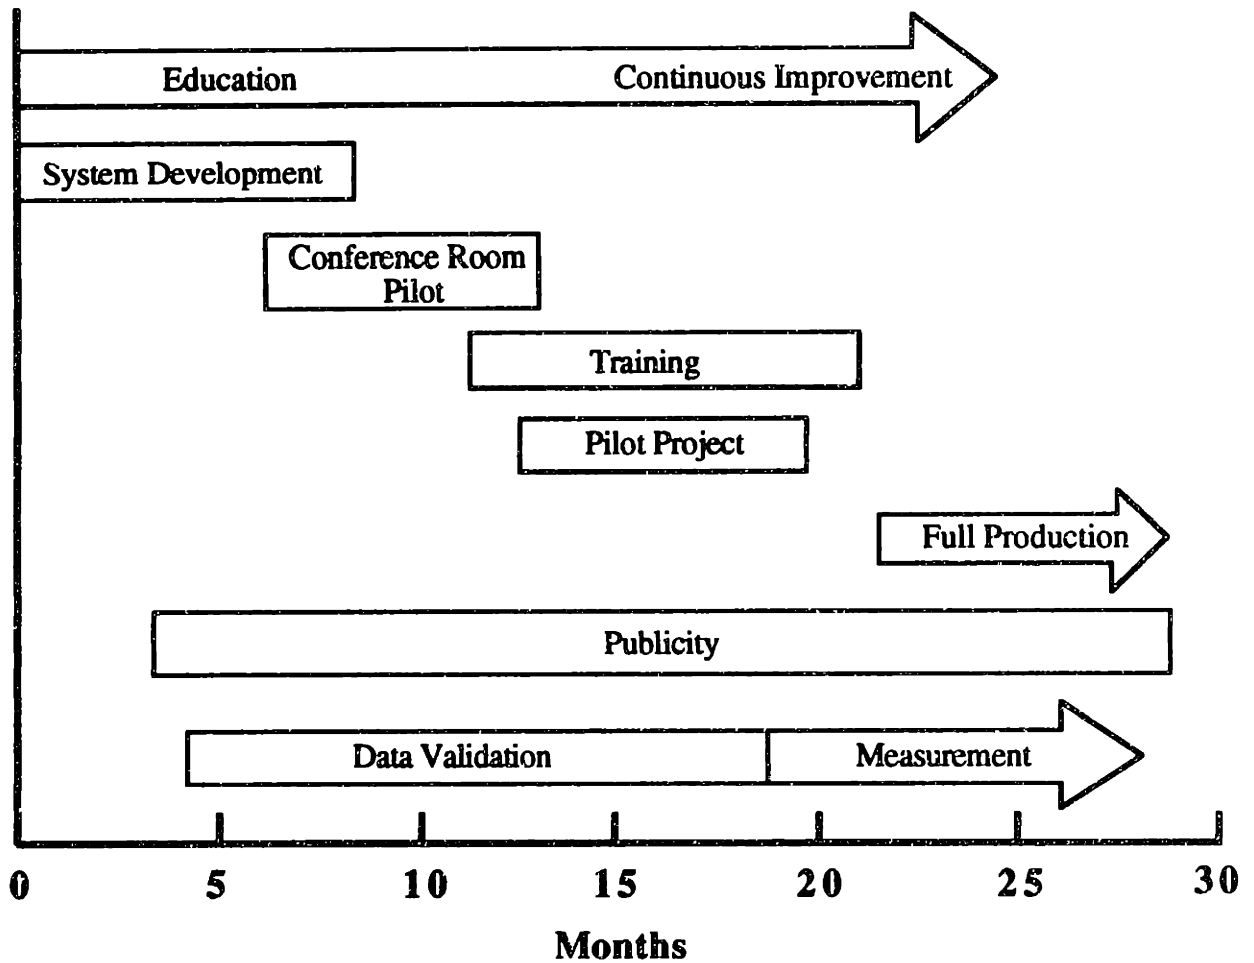 Education Continuous Improvement
System Development
Conference Room
Pilot
Training
Pilot Project
Full Production
Publicity
Data Validation Measurement
0 5 10 15 20 25 30
Months